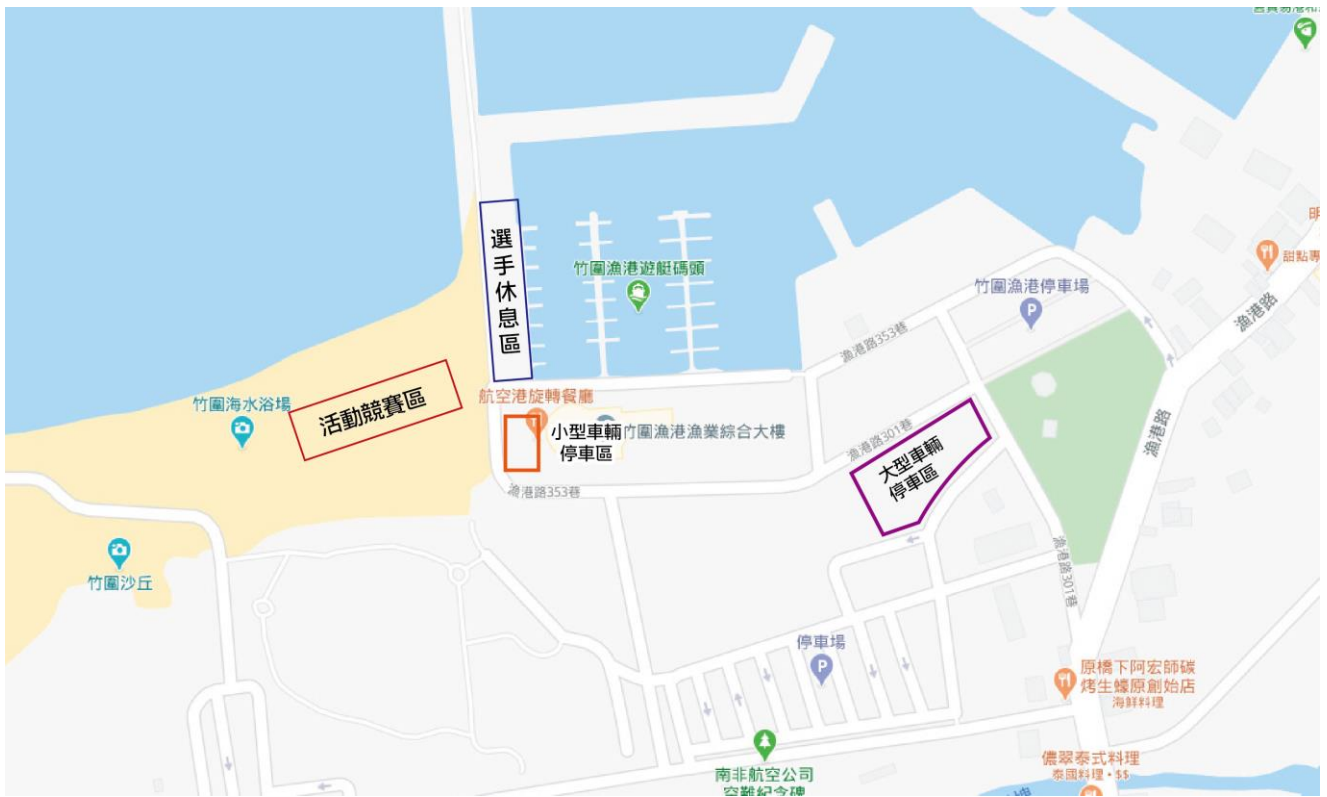 選手休息區
竹圍漁港遊艇碼頭
竹圍漁港停車場
甜點專
漁港路
漁港路353巷
航空港旋轉餐廳
竹圍海水浴場
活動競賽區
小型車輛
停車區
竹圍漁港漁業綜合大樓
漁港路301巷
漁港路
大型車輛
停車區
漁港路353巷
竹圍沙丘
漁港路301巷
停車場
原橋下阿宏師碳
烤生蠔原創始店
海鮮料理
南非航空公司
空難紀念碑
儂翠泰式料理
泰國料理・$$